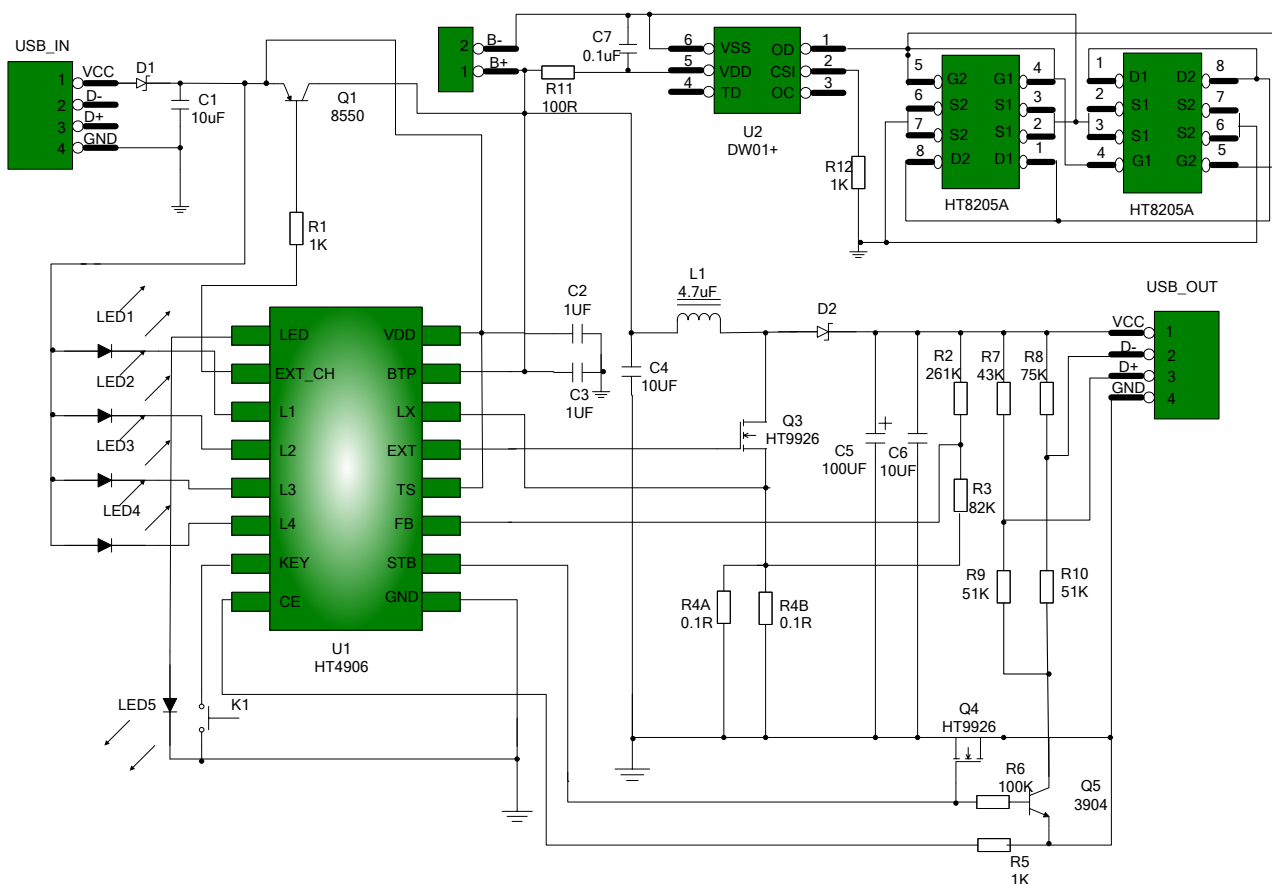 USB_IN
1 VCC
2 D-
3 D+
4 GND
D1
C1
10uF
Q1
8550
2 B-
1 B+
C7
0.1uF
R11
100R
6 VSS OD 1
5 VDD CSI 2
4 TD OC 3
U2
DW01+
R12
1K
5 G2 G1 4
6 S2 S1 3
7 S2 S1 2
8 D2 D1 1
HT8205A
1 D1 D2 8
2 S1 S2 7
3 S1 S2 6
4 G1 G2 5
HT8205A
R1
1K
LED1
LED2
LED3
LED4
LED VDD
EXT_CH BTP
L1 LX
L2 EXT
L3 TS
L4 FB
KEY STB
CE GND
U1
HT4906
C2
1UF
C3
1UF
C4
10UF
L1
4.7uF
D2
Q3
HT9926
C5
100UF
C6
10UF
R2
261K
R7
43K
R8
75K
USB_OUT
VCC 1
D- 2
D+ 3
GND 4
R3
82K
R4A
0.1R
R4B
0.1R
R9
51K
R10
51K
LED5
K1
Q4
HT9926
R6
100K
Q5
3904
R5
1K